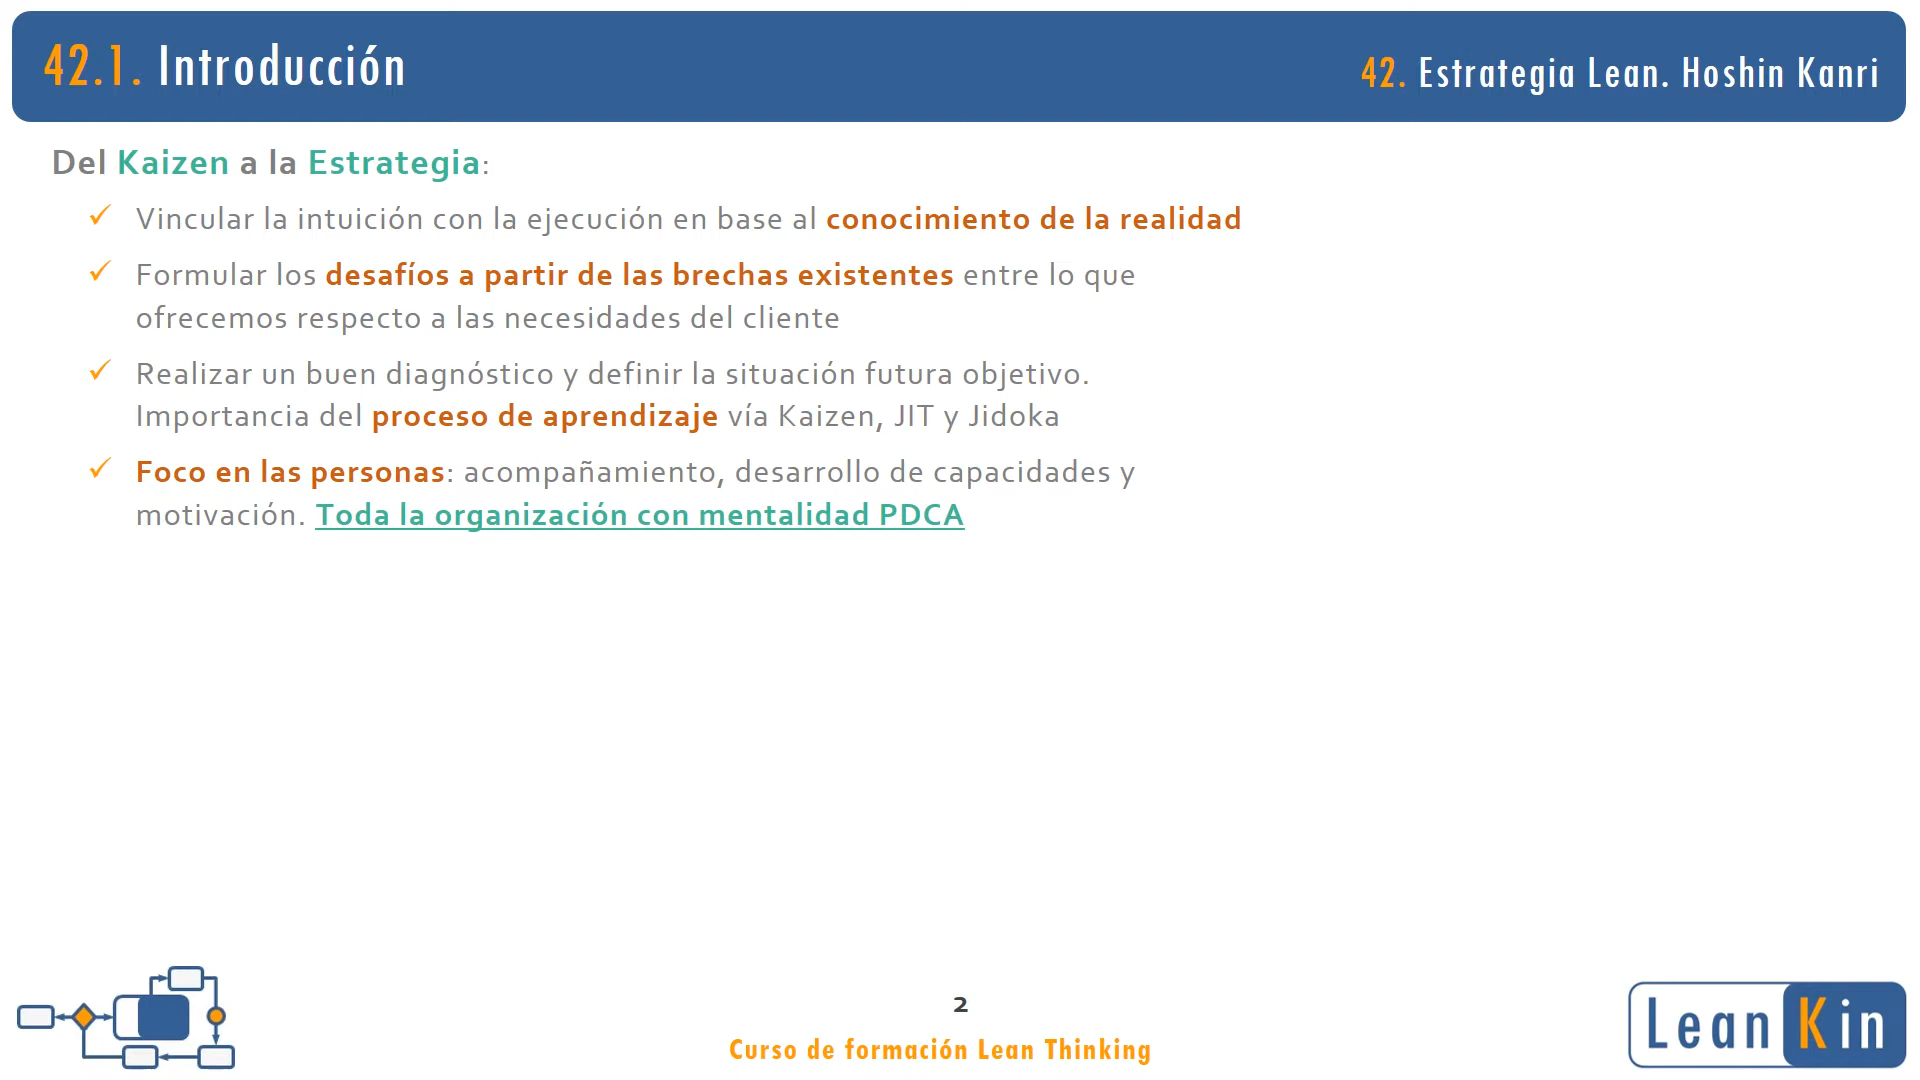 42.1. Introducción
42. Estrategia Lean. Hoshin Kanri
Del Kaizen a la Estrategia:
✓ Vincular la intuición con la ejecución en base al conocimiento de la realidad
✓ Formular los desafíos a partir de las brechas existentes entre lo que
ofrecemos respecto a las necesidades del cliente
✓ Realizar un buen diagnóstico y definir la situación futura objetivo.
Importancia del proceso de aprendizaje vía Kaizen, JIT y Jidoka
✓ Foco en las personas: acompañamiento, desarrollo de capacidades y
motivación. Toda la organización con mentalidad PDCA
2
Curso de formación Lean Thinking
Lean Kin